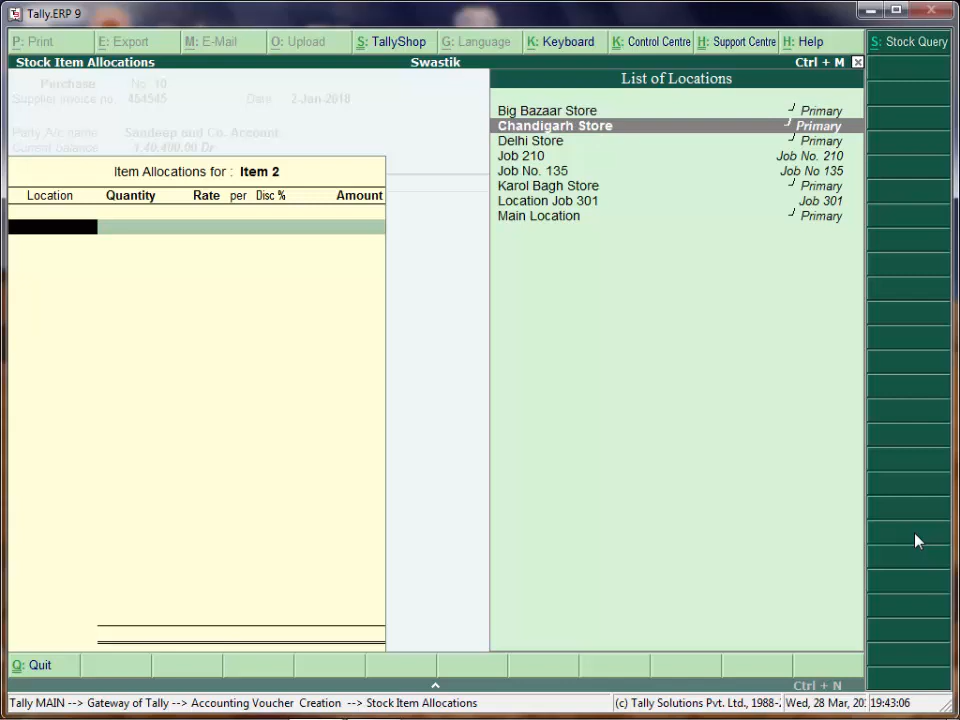 Tally.ERP 9
P: Print E: Export M: E-Mail O: Upload S: TallyShop G: Language K: Keyboard K: Control Centre H: Support Centre H: Help S: Stock Query
Stock Item Allocations Swastik Ctrl + M
Purchase No. 10
Supplier invoice no. 454545 Date 2-Jan-2018
Party A/c name Sandeep and Co. Account
Current balance 1,40,400.00 Dr
Item Allocations for : Item 2
Location Quantity Rate per Disc % Amount
List of Locations
Big Bazaar Store Primary
Chandigarh Store Primary
Delhi Store Primary
Job 210 Job No. 210
Job No. 135 Job No 135
Karol Bagh Store Primary
Location Job 301 Job 301
Main Location Primary
Q: Quit
Ctrl + N
Tally MAIN --> Gateway of Tally --> Accounting Voucher Creation --> Stock Item Allocations (c) Tally Solutions Pvt. Ltd., 1988- Wed, 28 Mar, 20 19:43:06